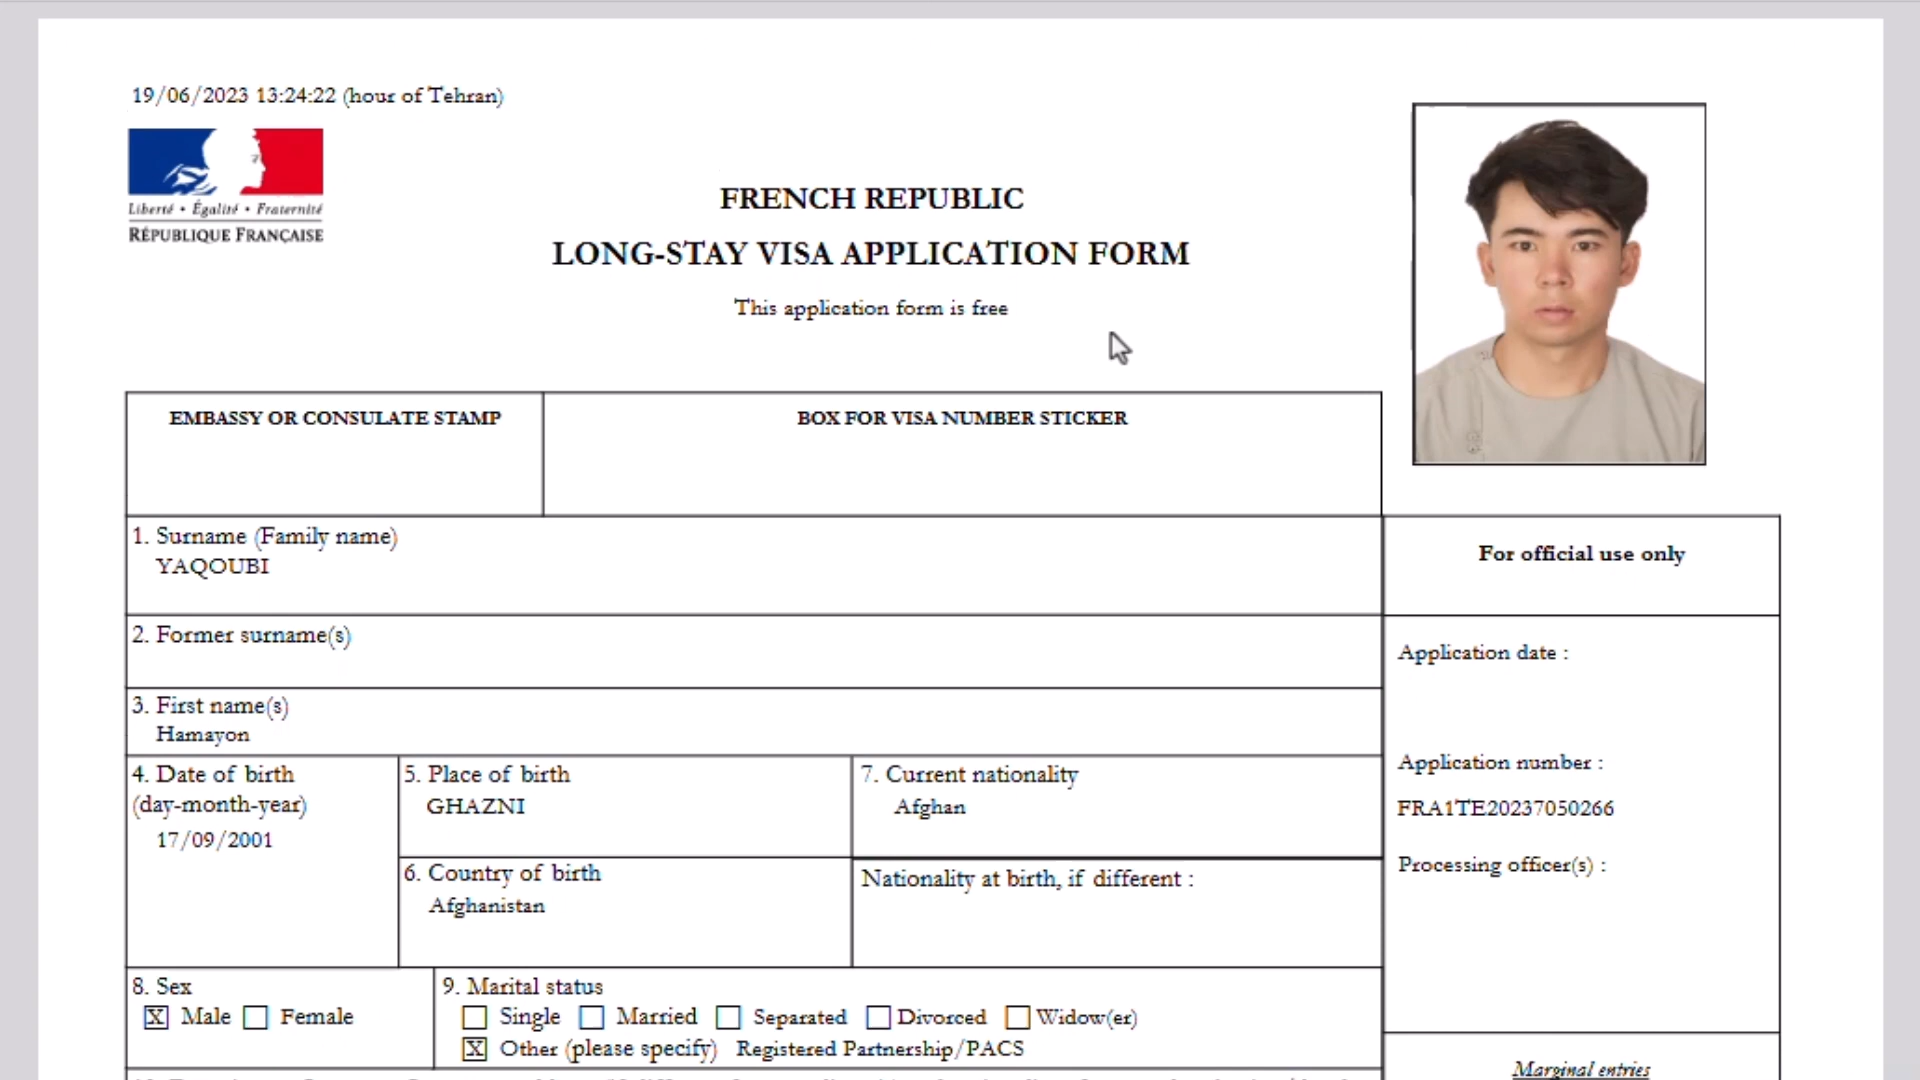 19/06/2023 13:24:22 (hour of Tehran)
Liberté • Égalité • Fraternité
RÉPUBLIQUE FRANÇAISE
FRENCH REPUBLIC
LONG-STAY VISA APPLICATION FORM
This application form is free
EMBASSY OR CONSULATE STAMP
BOX FOR VISA NUMBER STICKER
1. Surname (Family name)
YAQOUBI
For official use only
2. Former surname(s)
Application date :
3. First name(s)
Hamayon
4. Date of birth
(day-month-year)
17/09/2001
5. Place of birth
GHAZNI
7. Current nationality
Afghan
Application number :
FRA1TE20237050266
6. Country of birth
Afghanistan
Nationality at birth, if different :
Processing officer(s) :
8. Sex
X Male Female
9. Marital status
Single Married Separated Divorced Widow(er)
X Other (please specify) Registered Partnership/PACS
Marginal entries